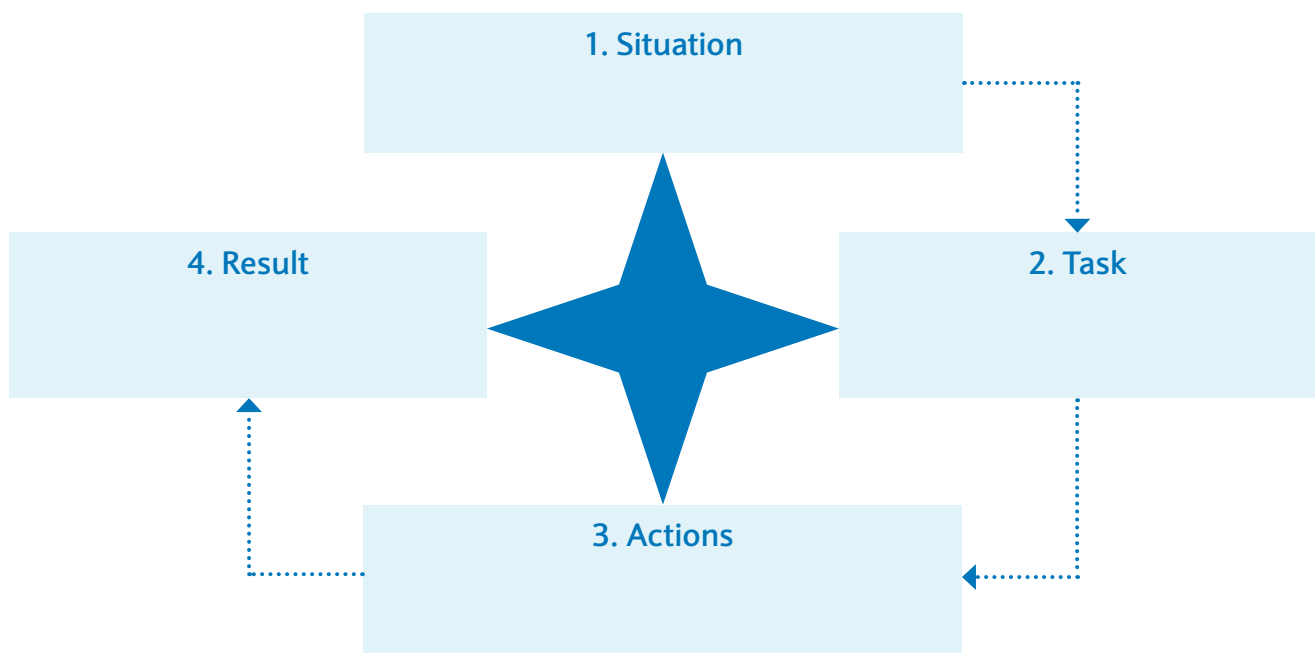 1. Situation
2. Task
3. Actions
4. Result